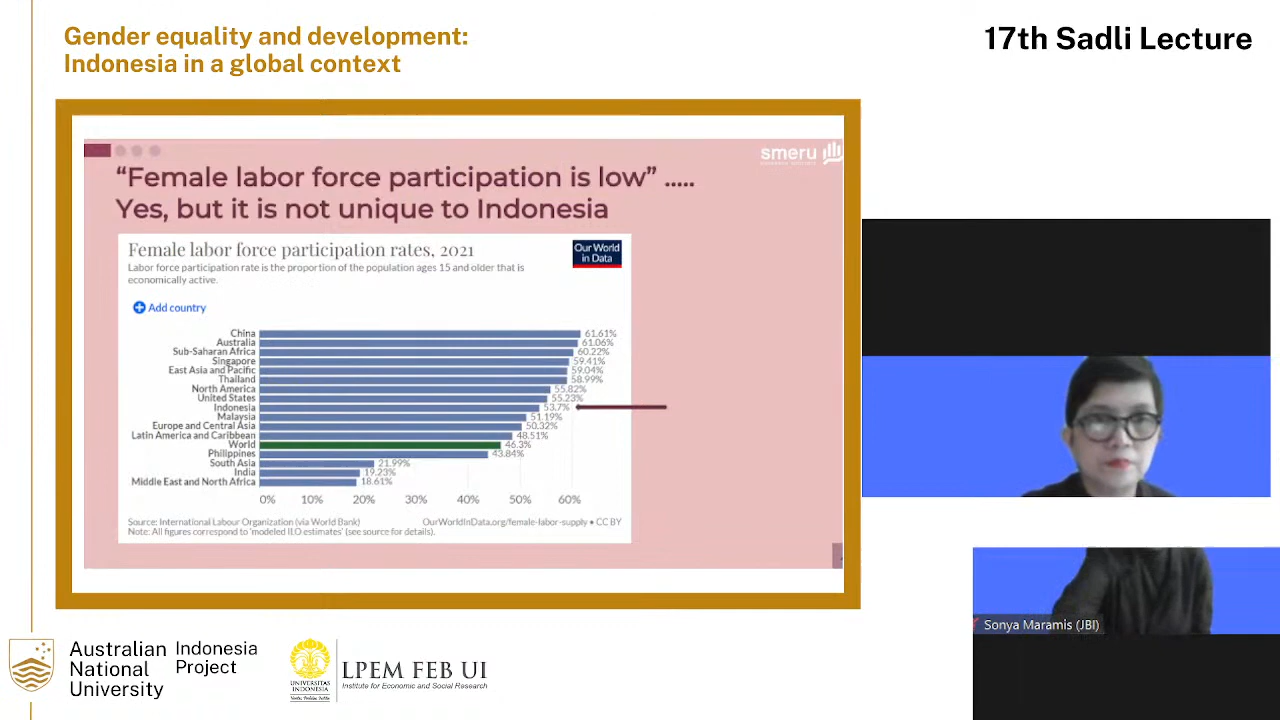 Gender equality and development:
Indonesia in a global context
17th Sadli Lecture
smeru
“Female labor force participation is low” .....
Yes, but it is not unique to Indonesia
Female labor force participation rates, 2021
Labor force participation rate is the proportion of the population ages 15 and older that is
economically active.
Our World
in Data
Add country
China 61.61%
Australia 61.06%
Sub-Saharan Africa 60.22%
Singapore 59.41%
East Asia and Pacific 59.04%
Thailand 58.99%
North America 55.82%
United States 55.23%
Indonesia 53.7%
Malaysia 51.19%
Europe and Central Asia 50.32%
Latin America and Caribbean 48.51%
World 46.3%
Philippines 43.84%
South Asia 21.99%
India 19.23%
Middle East and North Africa 18.61%
0% 10% 20% 30% 40% 50% 60%
Source: International Labour Organization (via World Bank)
OurWorldInData.org/female-labor-supply • CC BY
Note: All figures correspond to 'modeled ILO estimates' (see source for details).
Sonya Maramis (JBI)
Australian
National
University
Indonesia
Project
UNIVERSITAS
INDONESIA
LPEM FEB UI
Institute for Economic and Social Research